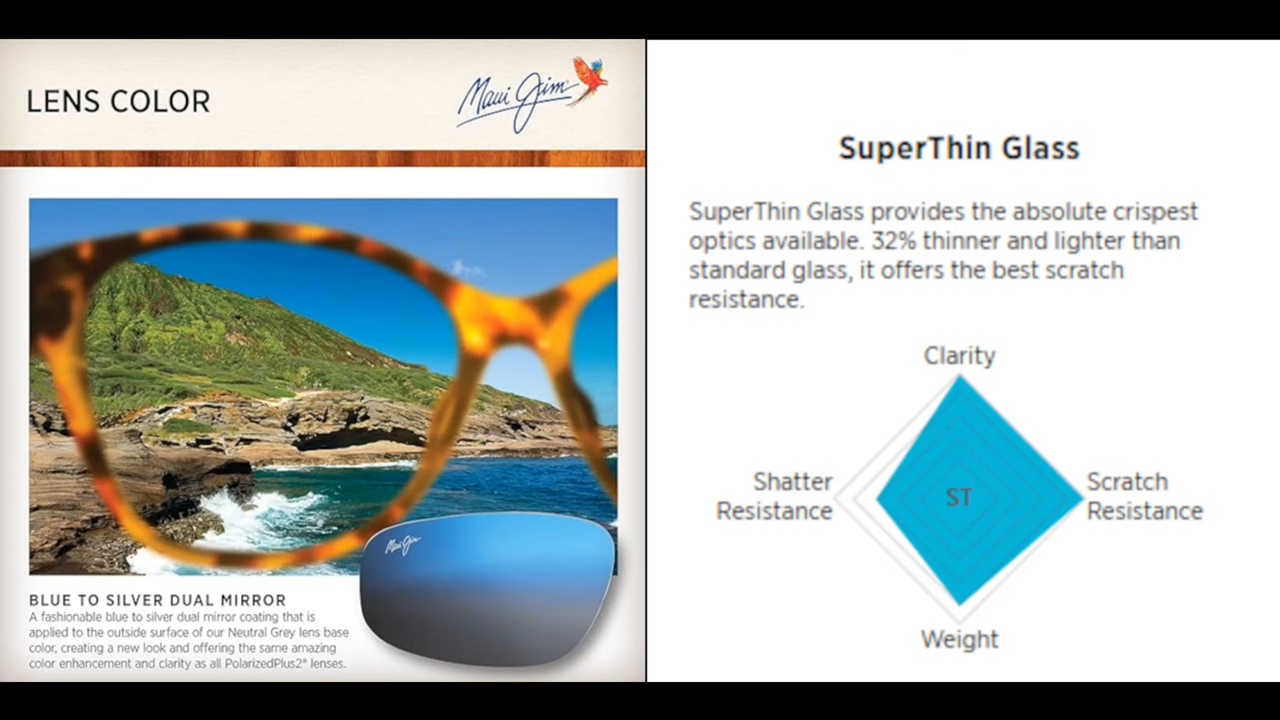 LENS COLOR
Maui Jim
Maui Jim
BLUE TO SILVER DUAL MIRROR
A fashionable blue to silver dual mirror coating that is
applied to the outside surface of our Neutral Grey lens base
color, creating a new look and offering the same amazing
color enhancement and clarity as all PolarizedPlus2® lenses.
SuperThin Glass
SuperThin Glass provides the absolute crispest
optics available. 32% thinner and lighter than
standard glass, it offers the best scratch
resistance.
Clarity
Shatter
Resistance
ST
Scratch
Resistance
Weight